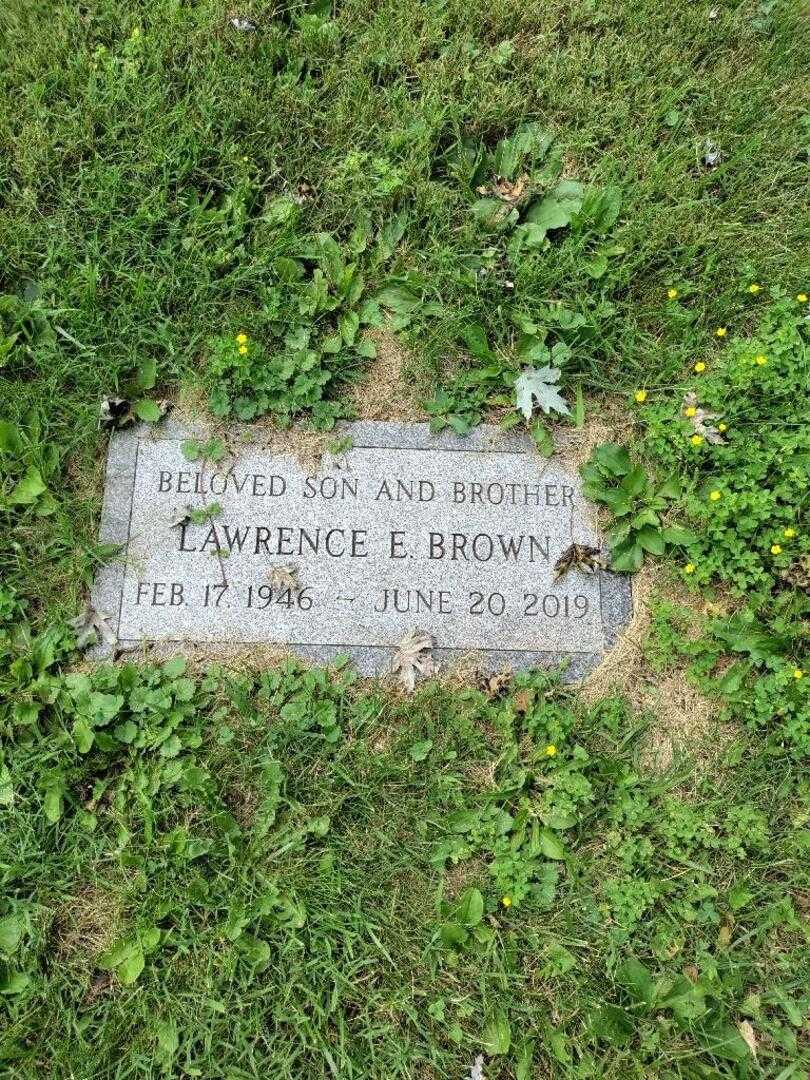 BELOVED SON AND BROTHER
LAWRENCE E. BROWN
FEB. 17. 1946 ~ JUNE 20 2019